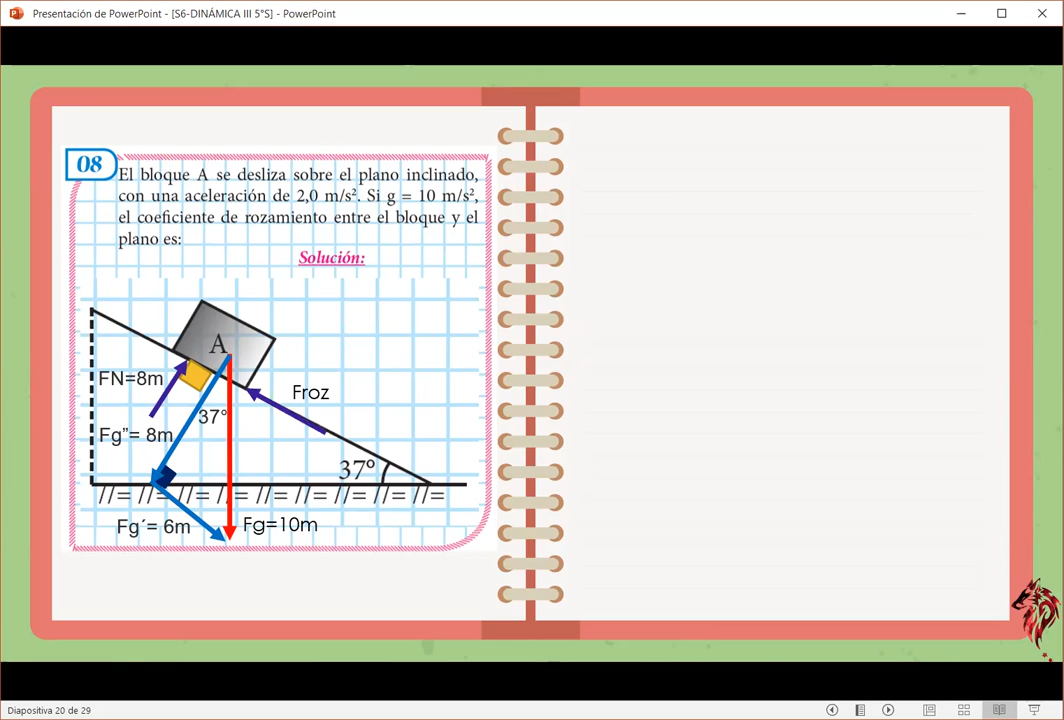 Presentación de PowerPoint - [S6-DINÁMICA III 5°S] - PowerPoint
08
El bloque A se desliza sobre el plano inclinado,
con una aceleración de 2,0 m/s². Si g = 10 m/s²,
el coeficiente de rozamiento entre el bloque y el
plano es:
Solución:
A
FN=8m
Froz
37°
Fg”= 8m
37º
Fg´= 6m
Fg=10m
Diapositiva 20 de 29